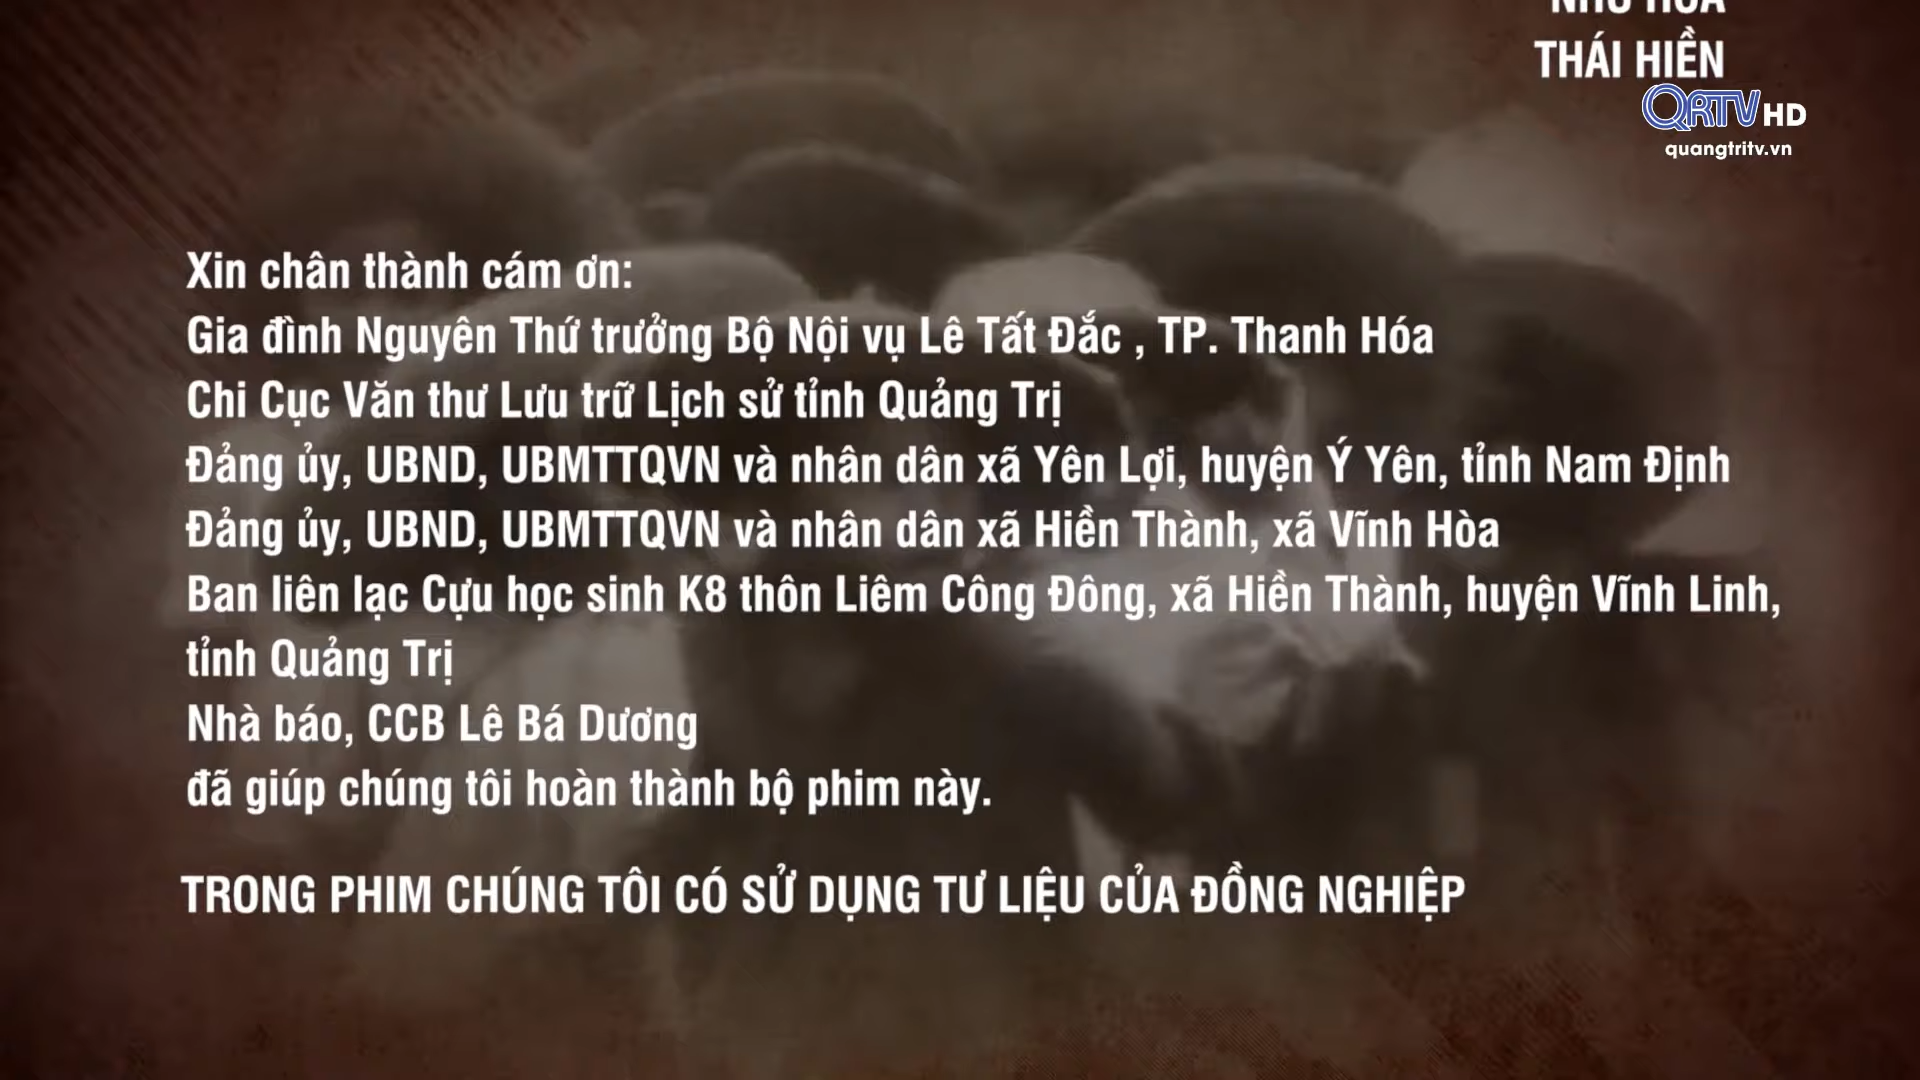 THÁI HIỀN
QRTV HD
quangtritv.vn
Xin chân thành cám ơn:
Gia đình Nguyên Thứ trưởng Bộ Nội vụ Lê Tất Đắc , TP. Thanh Hóa
Chi Cục Văn thư Lưu trữ Lịch sử tỉnh Quảng Trị
Đảng ủy, UBND, UBMTTQVN và nhân dân xã Yên Lợi, huyện Ý Yên, tỉnh Nam Định
Đảng ủy, UBND, UBMTTQVN và nhân dân xã Hiền Thành, xã Vĩnh Hòa
Ban liên lạc Cựu học sinh K8 thôn Liêm Công Đông, xã Hiền Thành, huyện Vĩnh Linh,
tỉnh Quảng Trị
Nhà báo, CCB Lê Bá Dương
đã giúp chúng tôi hoàn thành bộ phim này.
TRONG PHIM CHÚNG TÔI CÓ SỬ DỤNG TƯ LIỆU CỦA ĐỒNG NGHIỆP